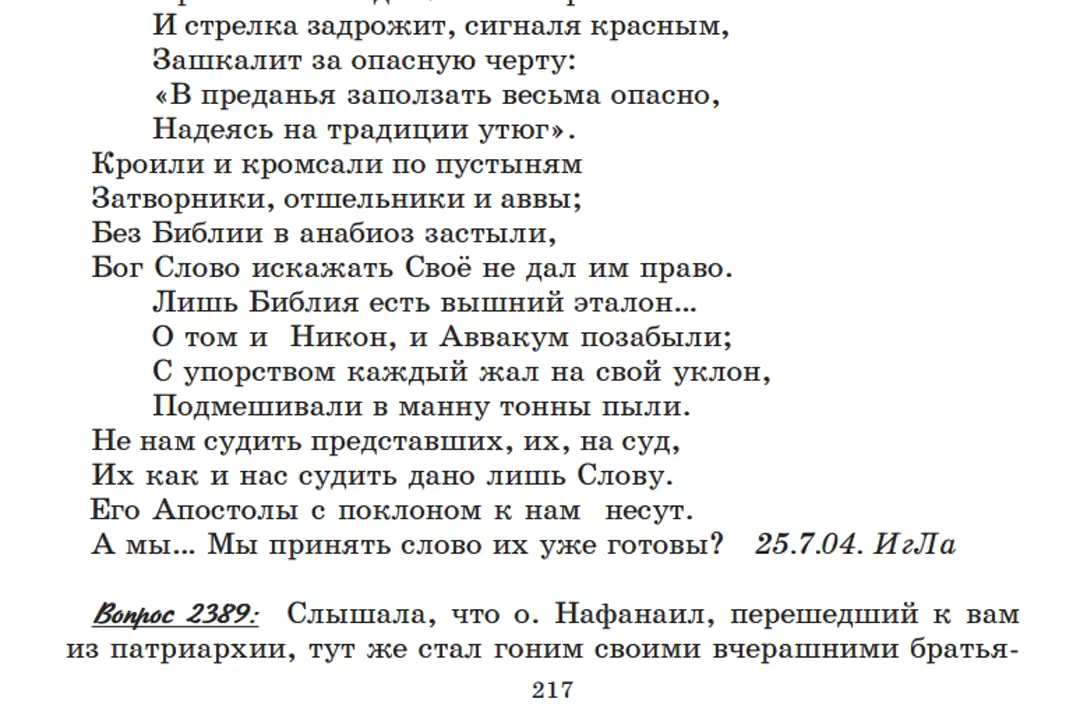 И стрелка задрожит, сигналя красным,
Зашкалит за опасную черту:
«В преданья заползать весьма опасно,
Надеясь на традиции утюг».
Кроили и кромсали по пустыням
Затворники, отшельники и аввы;
Без Библии в анабиоз застыли,
Бог Слово искажать Своё не дал им право.
Лишь Библия есть вышний эталон...
О том и Никон, и Аввакум позабыли;
С упорством каждый жал на свой уклон,
Подмешивали в манну тонны пыли.
Не нам судить представших, их, на суд,
Их как и нас судить дано лишь Слову.
Его Апостолы с поклоном к нам несут.
А мы... Мы принять слово их уже готовы? 25.7.04. ИгЛа
Вопрос 2389: Слышала, что о. Нафанаил, перешедший к вам
из патриархии, тут же стал гоним своими вчерашними братья-
217